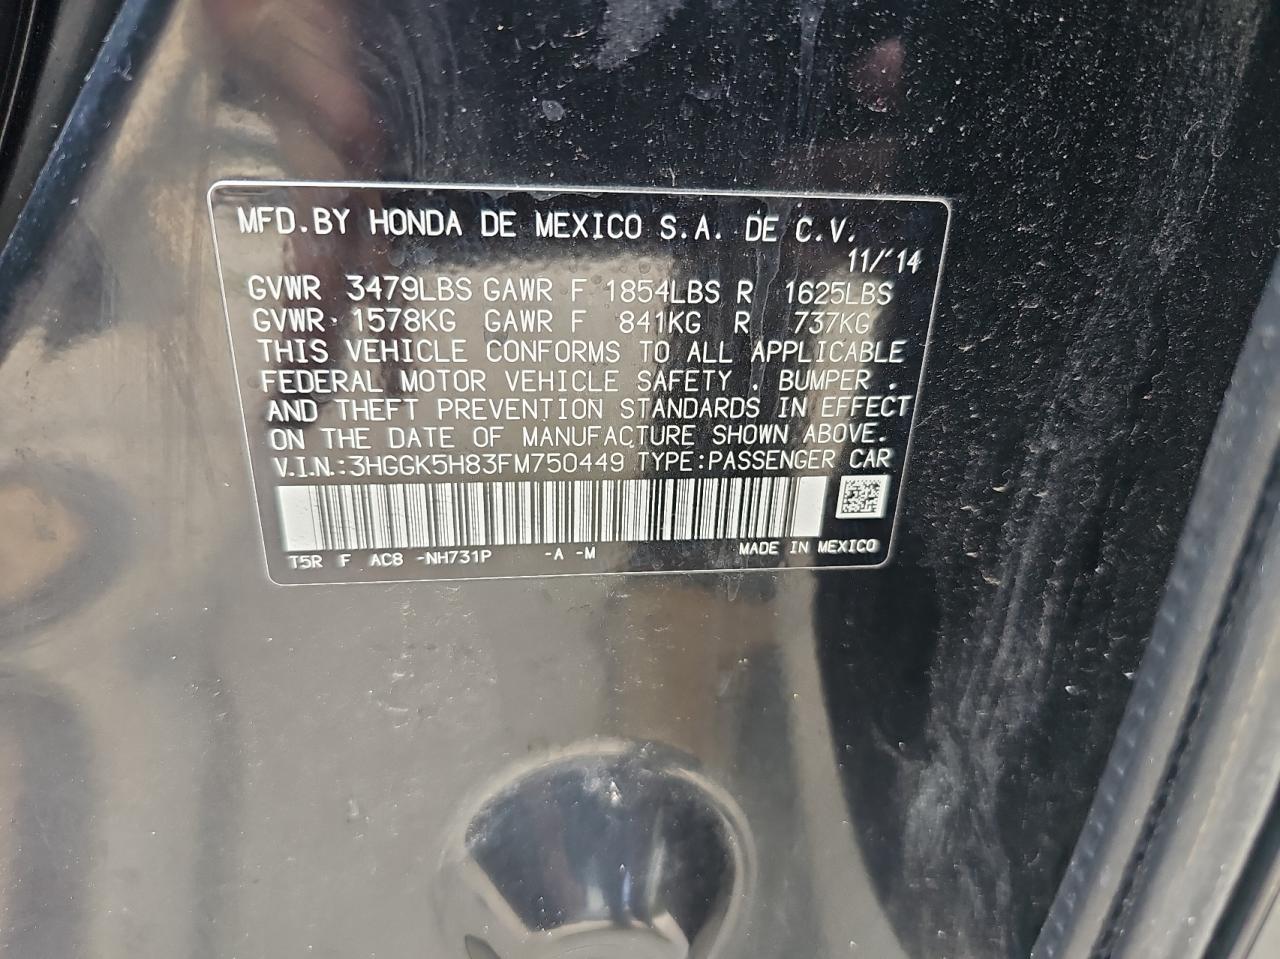 MFD.BY HONDA DE MEXICO S.A. DE C.V.
11/'14
GVWR 3479LBS GAWR F 1854LBS R 1625LBS
GVWR 1578KG GAWR F 841KG R 737KG
THIS VEHICLE CONFORMS TO ALL APPLICABLE
FEDERAL MOTOR VEHICLE SAFETY , BUMPER ,
AND THEFT PREVENTION STANDARDS IN EFFECT
ON THE DATE OF MANUFACTURE SHOWN ABOVE.
V.I.N.:3HGGK5H83FM750449 TYPE:PASSENGER CAR
T5R F AC8 -NH731P -A -M MADE IN MEXICO